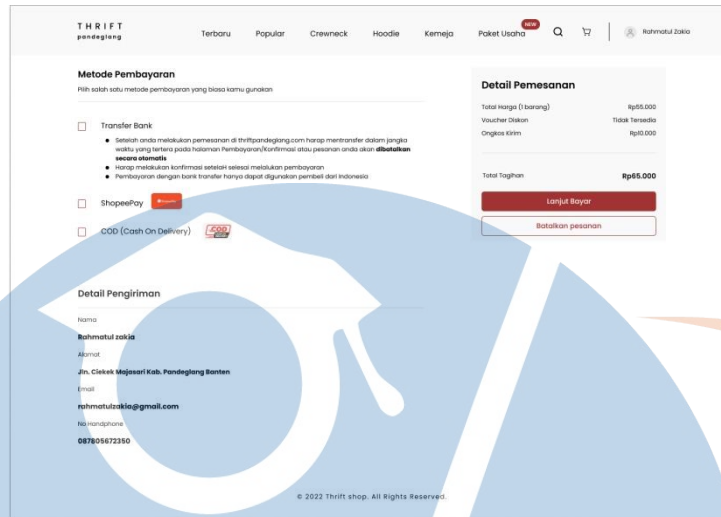 THRIFT
pandeglang
Terbaru Popular Crewneck Hoodie Kemeja Paket Usaha NEW Rahmatul Zakia
Metode Pembayaran
Pilih salah satu metode pembayaran yang biasa kamu gunakan
Transfer Bank
Setelah anda melakukan pemesanan di thriftpandeglang.com harap mentransfer dalam jangka
waktu yang tertera pada halaman Pembayaran/Konfirmasi atau pesanan anda akan dibatalkan
secara otomatis
Harap melakukan konfirmasi setelaH selesai melalukan pembayaran
Pembayaran dengan bank transfer hanya dapat digunakan pembeli dari Indonesia
ShopeePay
COD (Cash On Delivery) COD
Detail Pengiriman
Nama
Rahmatul zakia
Alamat
Jln. Ciekek Majasari Kab. Pandeglang Banten
Email
rahmatulzakia@gmail.com
No Handphone
087805672350
Detail Pemesanan
Total Harga (1 barang) Rp55.000
Voucher Diskon Tidak Tersedia
Ongkos Kirim Rp10.000
Total Tagihan Rp65.000
Lanjut Bayar
Batalkan pesanan
© 2022 Thrift shop. All Rights Reserved.